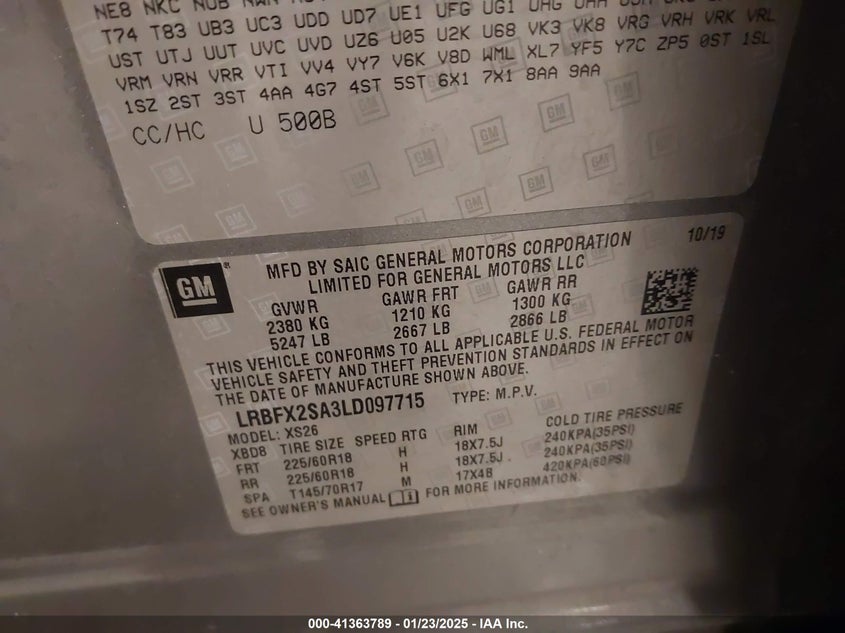 NE8 NKC NUB
T74 T83 UB3 UC3 UDD UD7 UE1 UFG UG1 UHG
UST UTJ UUT UVC UVD UZ6 U05 U2K U68 VK3 VK8 VRG VRH VRK VRL
VRM VRN VRR VTI VV4 VY7 V6K V8D WML XL7 YF5 Y7C ZP5 0ST 1SL
1SZ 2ST 3ST 4AA 4G7 4ST 5ST 6X1 7X1 8AA 9AA
CC/HC U 500B
GM
MFD BY SAIC GENERAL MOTORS CORPORATION 10/19
LIMITED FOR GENERAL MOTORS LLC
GVWR GAWR FRT GAWR RR
2380 KG 1210 KG 1300 KG
5247 LB 2667 LB 2866 LB
THIS VEHICLE CONFORMS TO ALL APPLICABLE U.S. FEDERAL MOTOR
VEHICLE SAFETY AND THEFT PREVENTION STANDARDS IN EFFECT ON
THE DATE OF MANUFACTURE SHOWN ABOVE.
LRBFX2SA3LD097715 TYPE: M.P.V.
MODEL: XS26
XBD8 TIRE SIZE SPEED RTG RIM COLD TIRE PRESSURE
FRT 225/60R18 H 18X7.5J 240KPA(35PSI)
RR 225/60R18 H 18X7.5J 240KPA(35PSI)
SPA T145/70R17 M 17X4B 420KPA(60PSI)
SEE OWNER'S MANUAL FOR MORE INFORMATION.
000-41363789 - 01/23/2025 - IAA Inc.